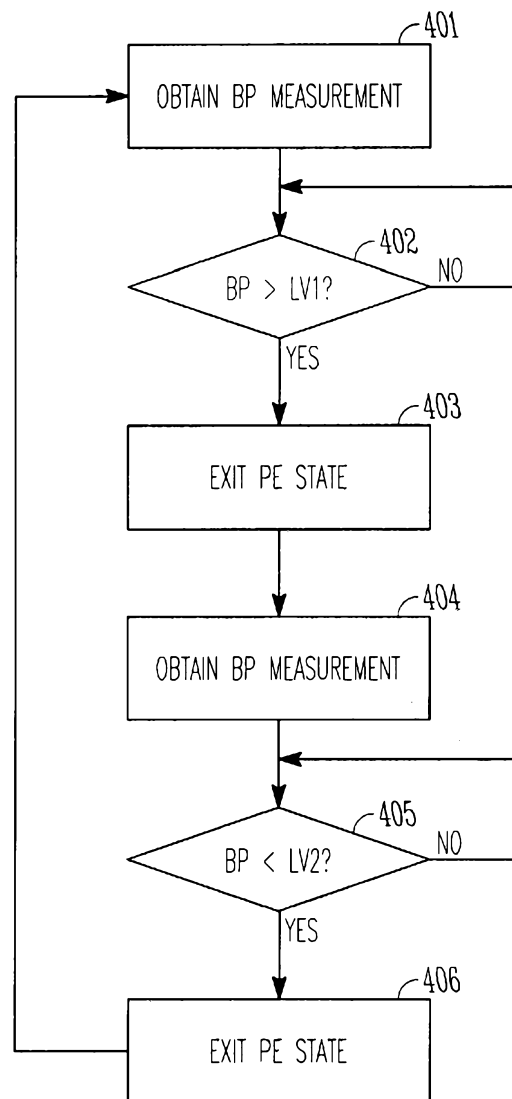 401
OBTAIN BP MEASUREMENT
402
BP > LV1?
NO
YES
403
EXIT PE STATE
404
OBTAIN BP MEASUREMENT
405
BP < LV2?
NO
YES
406
EXIT PE STATE